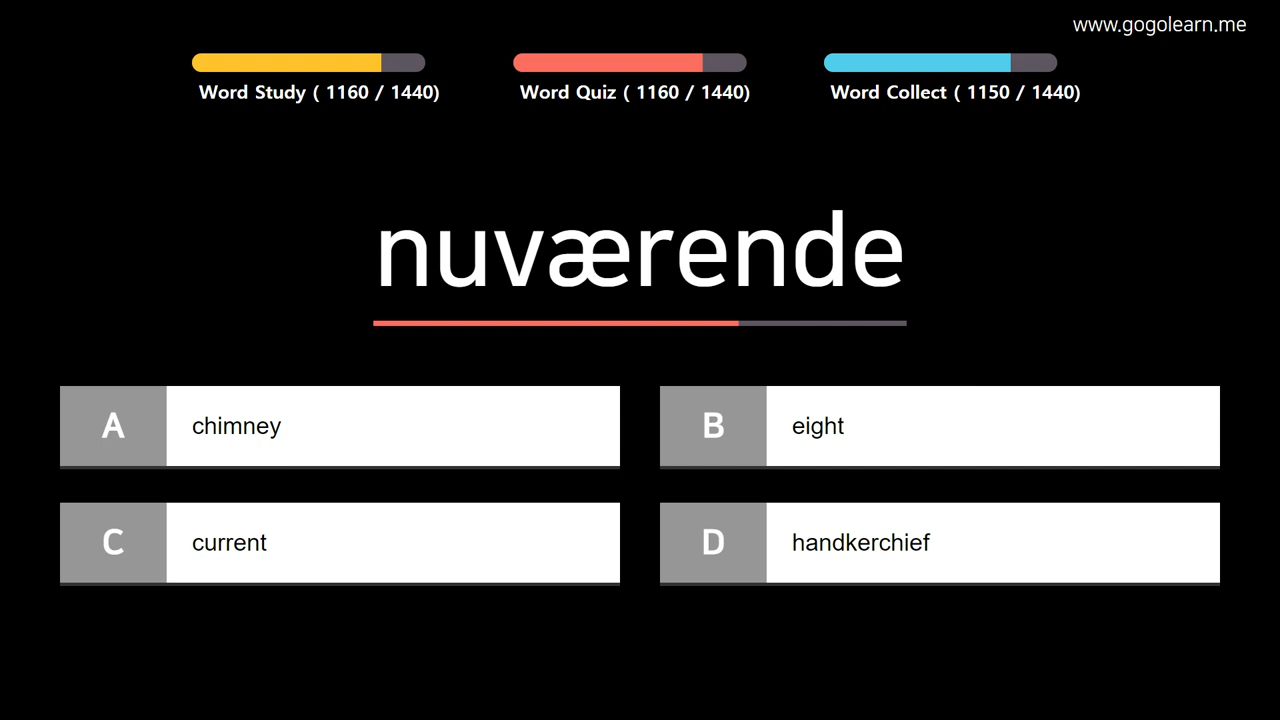 www.gogolearn.me
Word Study ( 1160 / 1440)
Word Quiz ( 1160 / 1440)
Word Collect ( 1150 / 1440)
nuværende
A chimney
B eight
C current
D handkerchief